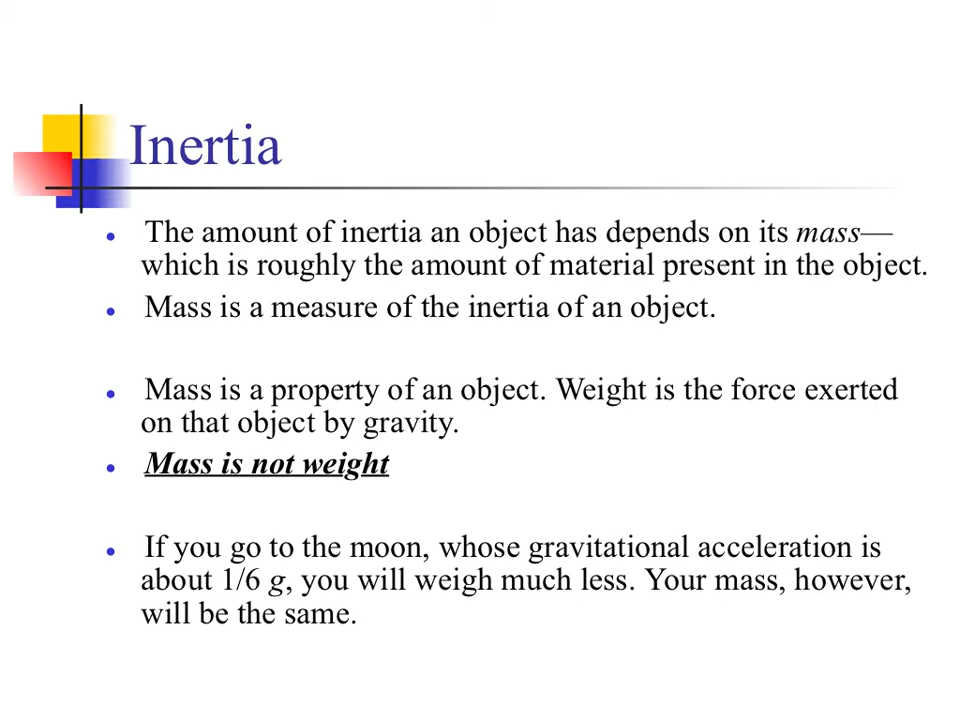 Inertia
• The amount of inertia an object has depends on its mass—
which is roughly the amount of material present in the object.
• Mass is a measure of the inertia of an object.
• Mass is a property of an object. Weight is the force exerted
on that object by gravity.
• Mass is not weight
• If you go to the moon, whose gravitational acceleration is
about 1/6 g, you will weigh much less. Your mass, however,
will be the same.